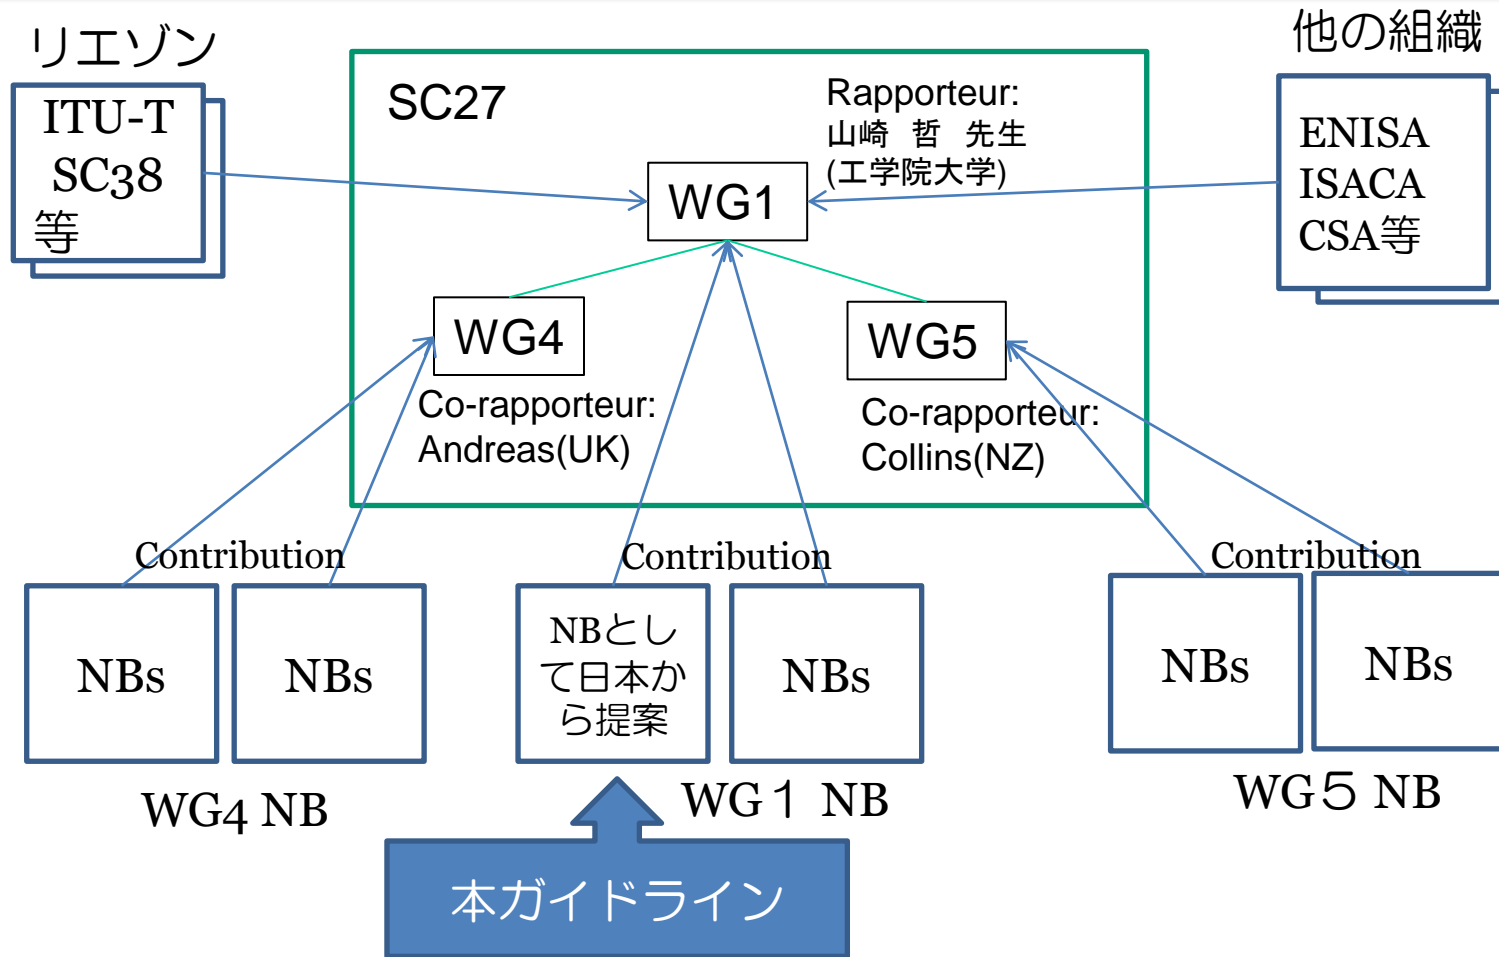 リエゾン
ITU-T
SC38
等
SC27
Rapporteur:
山崎　哲　先生
(工学院大学)
WG1
他の組織
ENISA
ISACA
CSA等
WG4
Co-rapporteur:
Andreas(UK)
WG5
Co-rapporteur:
Collins(NZ)
Contribution
Contribution
Contribution
NBs
NBs
NBとし
て日本か
ら提案
NBs
NBs
NBs
WG4 NB
WG１ NB
WG５ NB
本ガイドライン